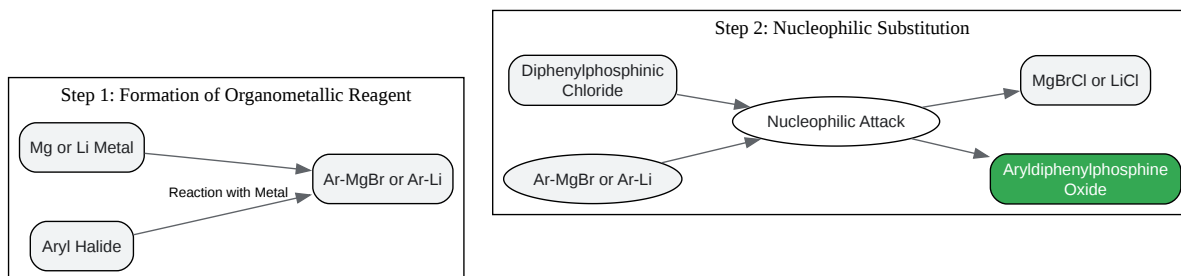 Step 1: Formation of Organometallic Reagent
Mg or Li Metal
Reaction with Metal
Aryl Halide
Ar-MgBr or Ar-Li
Step 2: Nucleophilic Substitution
Diphenylphosphinic
Chloride
Ar-MgBr or Ar-Li
Nucleophilic Attack
MgBrCl or LiCl
Aryldiphenylphosphine
Oxide